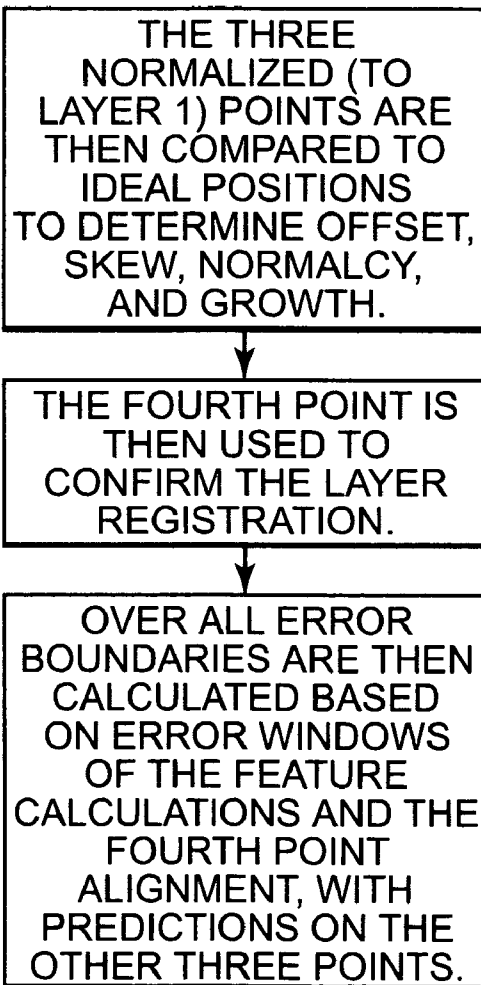 THE THREE
NORMALIZED (TO
LAYER 1) POINTS ARE
THEN COMPARED TO
IDEAL POSITIONS
TO DETERMINE OFFSET,
SKEW, NORMALCY,
AND GROWTH.
THE FOURTH POINT IS
THEN USED TO
CONFIRM THE LAYER
REGISTRATION.
OVER ALL ERROR
BOUNDARIES ARE THEN
CALCULATED BASED
ON ERROR WINDOWS
OF THE FEATURE
CALCULATIONS AND THE
FOURTH POINT
ALIGNMENT, WITH
PREDICTIONS ON THE
OTHER THREE POINTS.